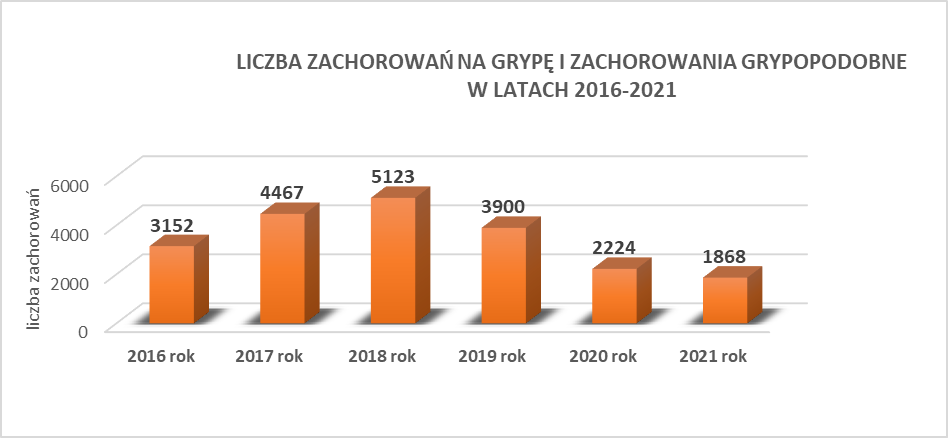 LICZBA ZACHOROWAŃ NA GRYPĘ I ZACHOROWANIA GRYPOPODOBNE
W LATACH 2016-2021
liczba zachorowań
6000
4000
2000
0
3152
4467
5123
3900
2224
1868
2016 rok
2017 rok
2018 rok
2019 rok
2020 rok
2021 rok